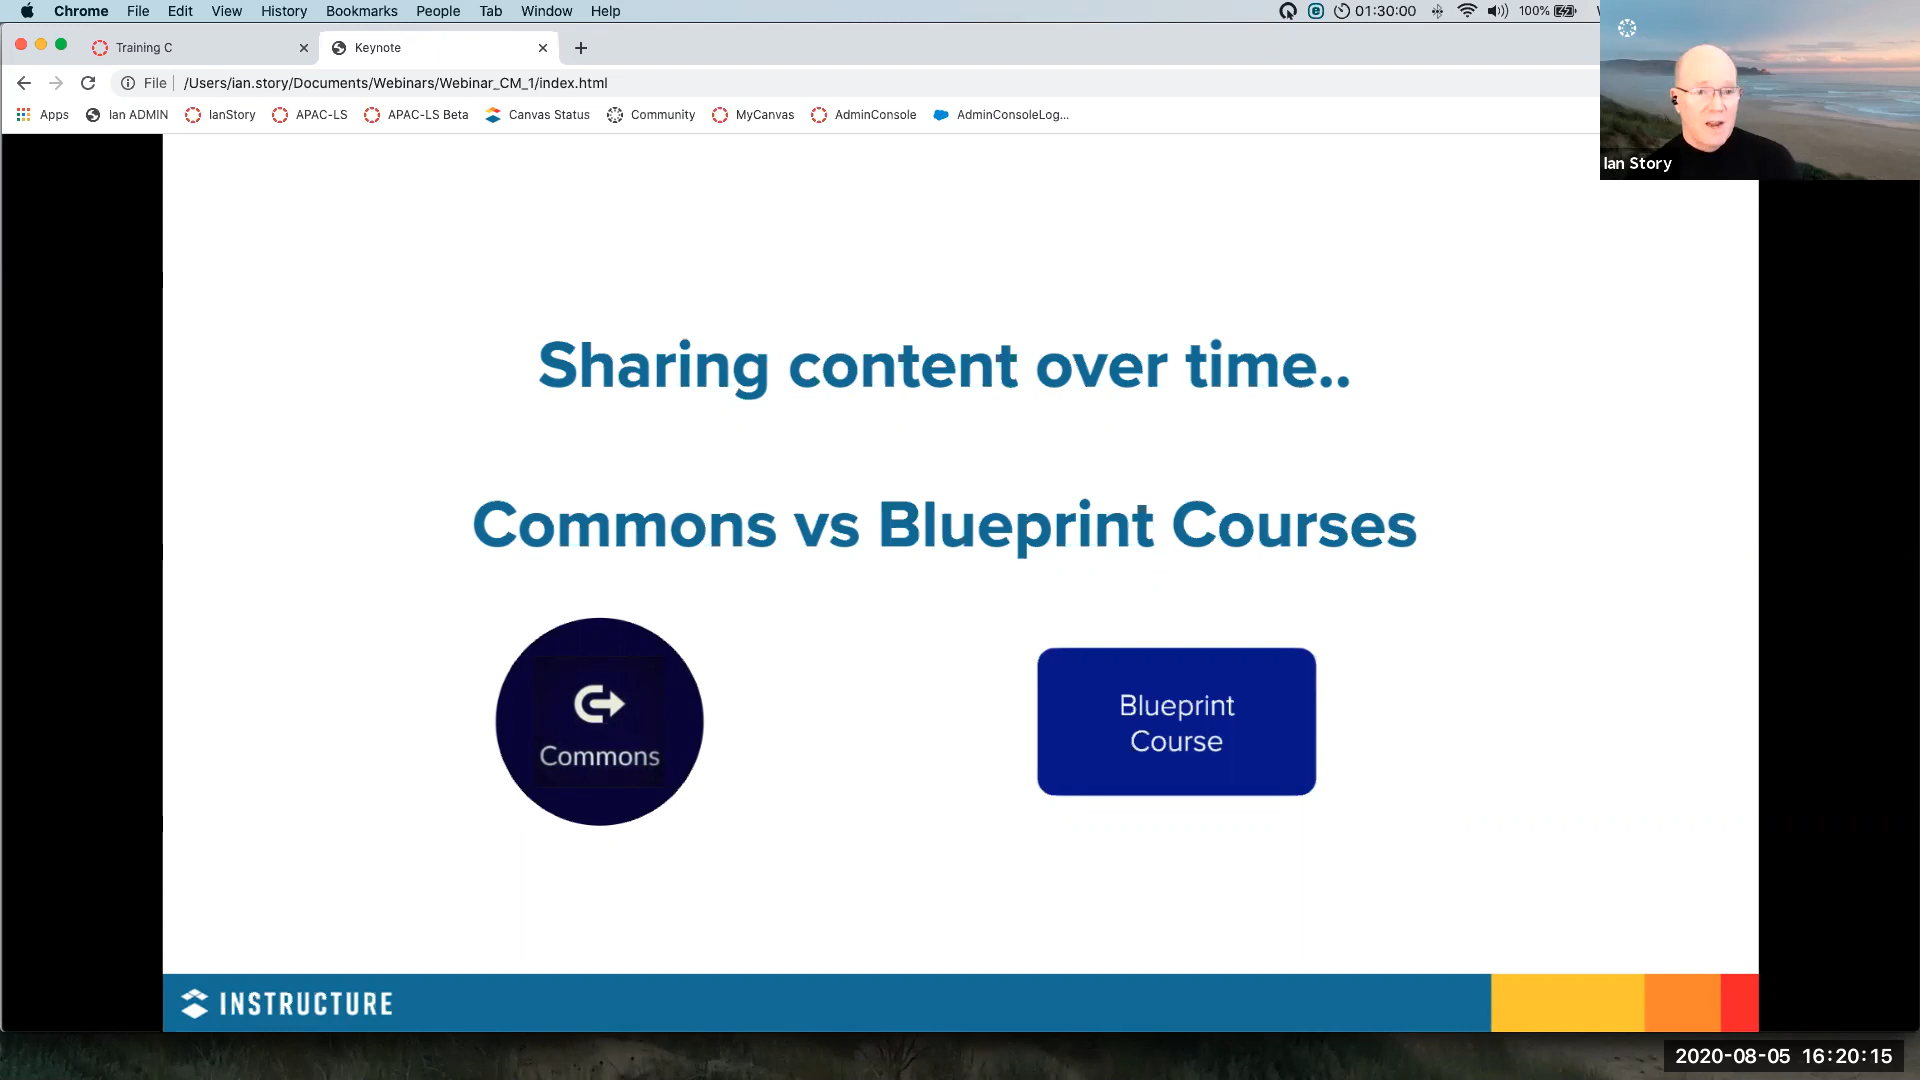 Chrome File Edit View History Bookmarks People Tab Window Help 01:30:00 100%
Training C Keynote
File /Users/ian.story/Documents/Webinars/Webinar_CM_1/index.html
Apps Ian ADMIN IanStory APAC-LS APAC-LS Beta Canvas Status Community MyCanvas AdminConsole AdminConsoleLog...
Ian Story
Sharing content over time..
Commons vs Blueprint Courses
Commons
Blueprint
Course
INSTRUCTURE
2020-08-05 16:20:15